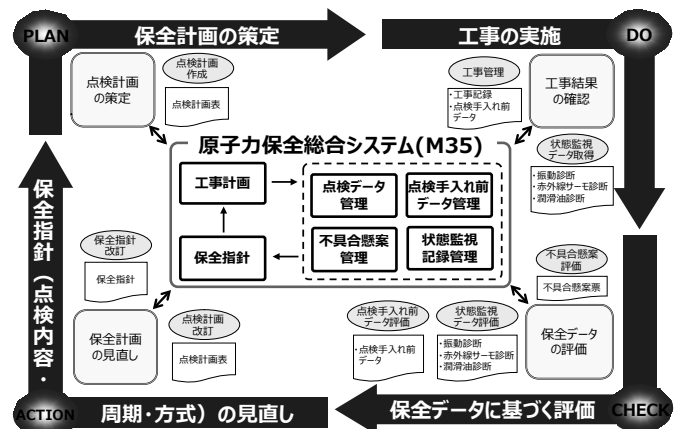 PLAN
保全計画の策定
工事の実施
DO
点検計画
の策定
点検計画
作成
点検計画表
工事管理
・工事記録
・点検手入れ前
データ
工事結果
の確認
状態監視
データ取得
・振動診断
・赤外線サーモ診断
・潤滑油診断
原子力保全総合システム(M35)
工事計画
保全指針
点検データ
管理
点検手入れ前
データ管理
不具合懸案
管理
状態監視
記録管理
保全指針（点検内容・
保全指針
改訂
保全指針
保全計画
の見直し
点検計画
改訂
点検計画表
点検手入れ前
データ評価
・点検手入れ前
データ
状態監視
データ評価
・振動診断
・赤外線サーモ診断
・潤滑油診断
不具合懸案
評価
不具合懸案票
保全データ
の評価
ACTION
周期・方式）の見直し
保全データに基づく評価
CHECK